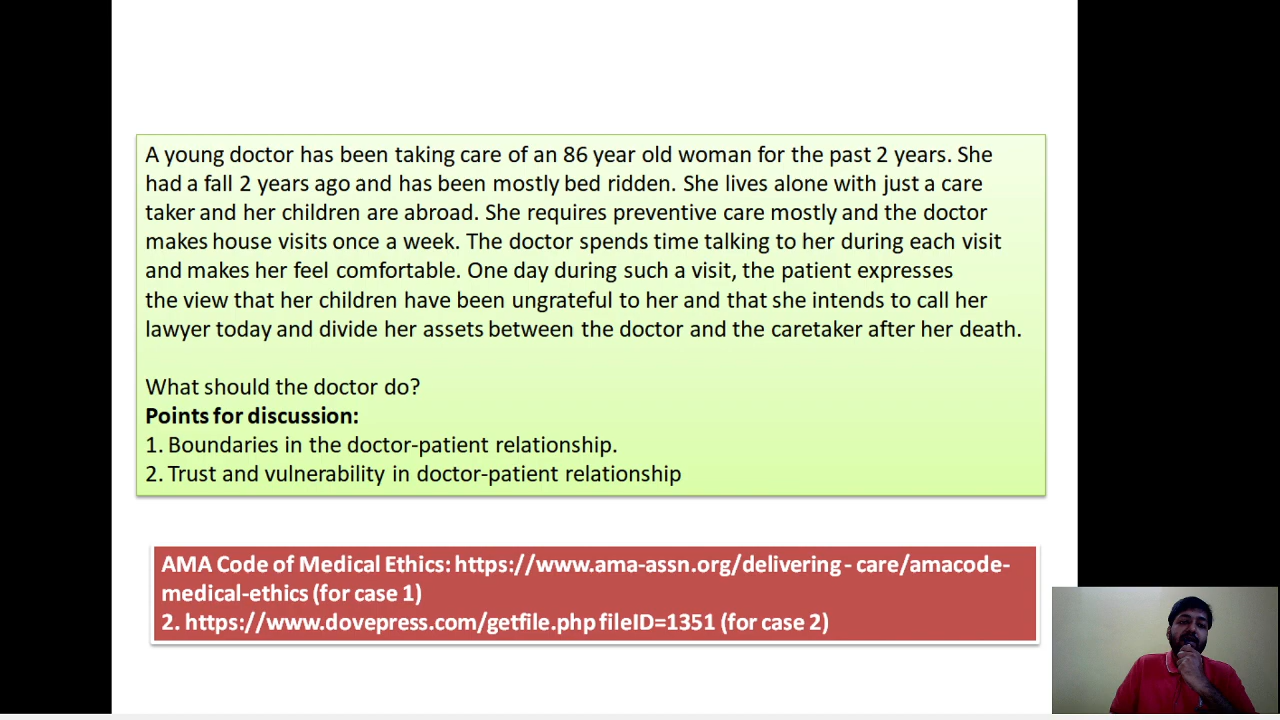 A young doctor has been taking care of an 86 year old woman for the past 2 years. She
had a fall 2 years ago and has been mostly bed ridden. She lives alone with just a care
taker and her children are abroad. She requires preventive care mostly and the doctor
makes house visits once a week. The doctor spends time talking to her during each visit
and makes her feel comfortable. One day during such a visit, the patient expresses
the view that her children have been ungrateful to her and that she intends to call her
lawyer today and divide her assets between the doctor and the caretaker after her death.
What should the doctor do?
Points for discussion:
1. Boundaries in the doctor-patient relationship.
2. Trust and vulnerability in doctor-patient relationship
AMA Code of Medical Ethics: https://www.ama-assn.org/delivering- care/amacode-
medical-ethics (for case 1)
2. https://www.dovepress.com/getfile.php fileID=1351 (for case 2)